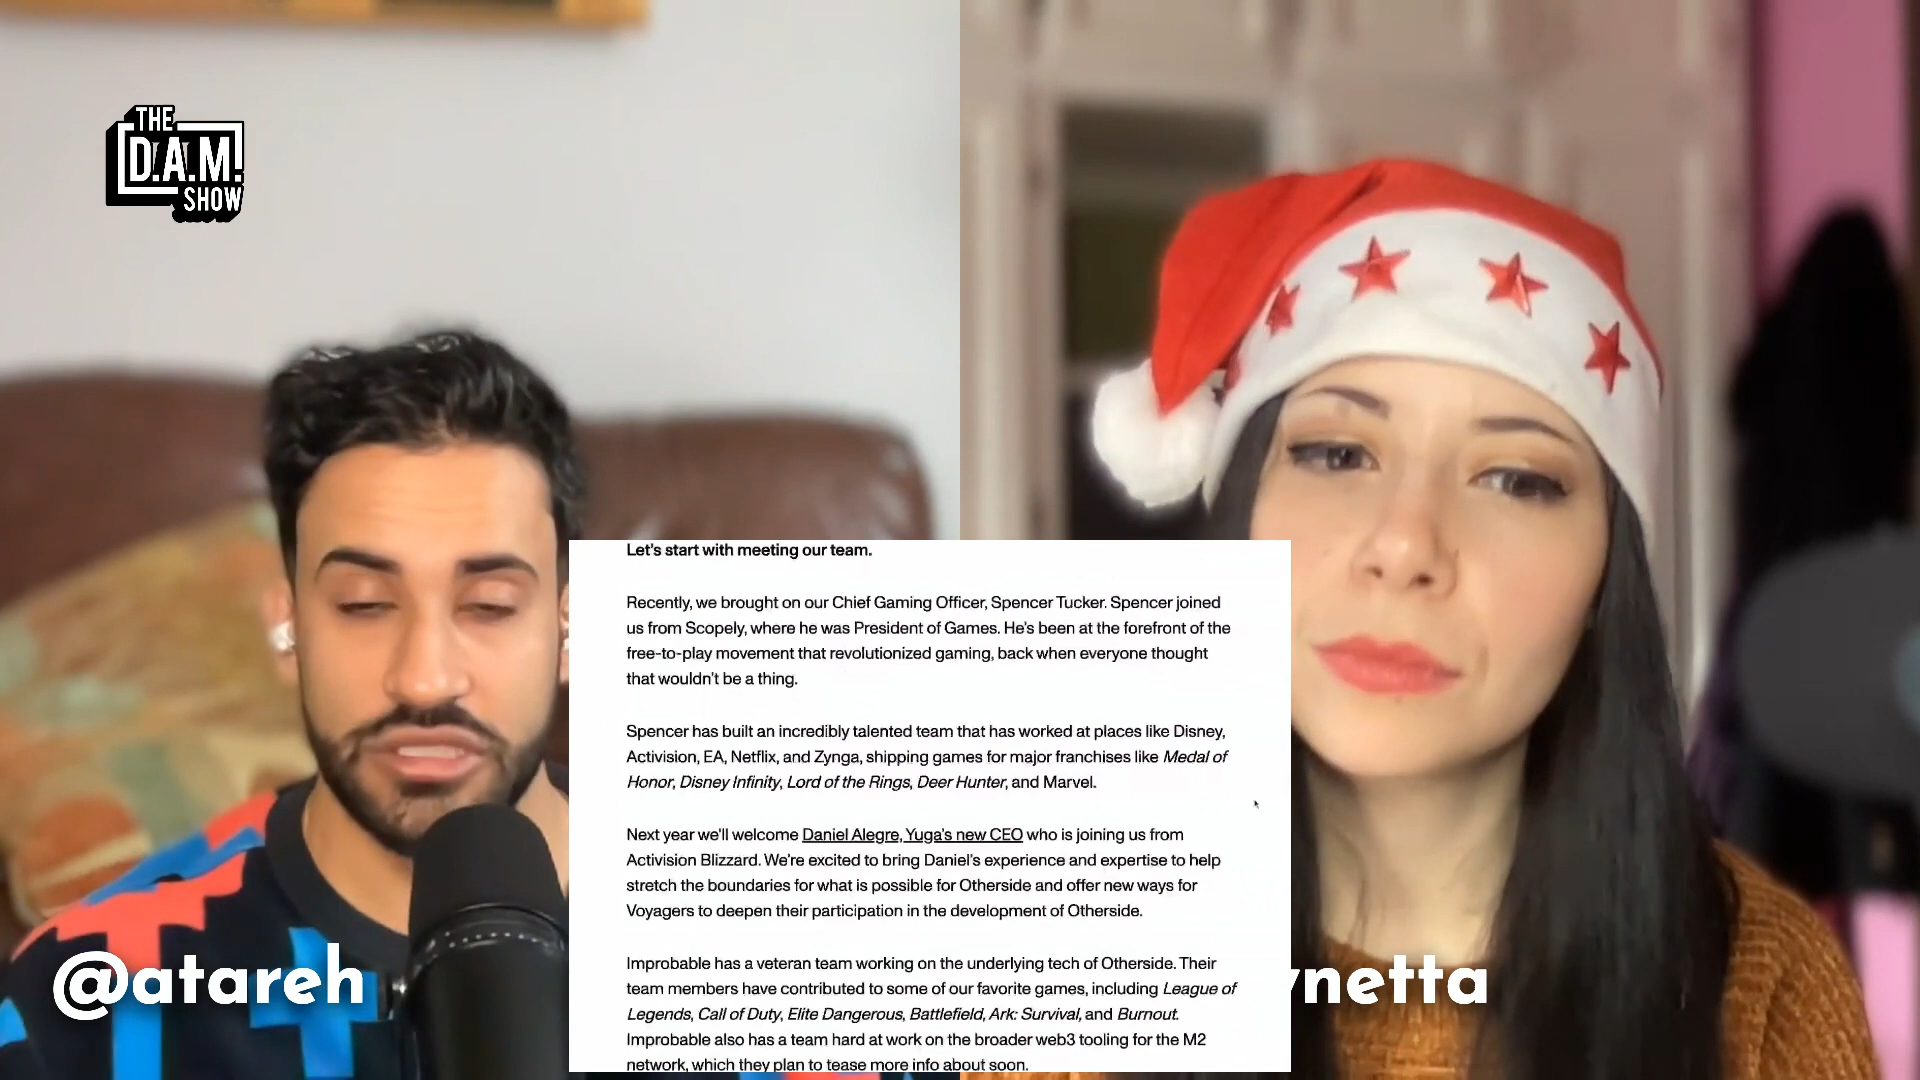 THE
D.A.M!
SHOW
Let's start with meeting our team.
Recently, we brought on our Chief Gaming Officer, Spencer Tucker. Spencer joined
us from Scopely, where he was President of Games. He's been at the forefront of the
free-to-play movement that revolutionized gaming, back when everyone thought
that wouldn't be a thing.
Spencer has built an incredibly talented team that has worked at places like Disney,
Activision, EA, Netflix, and Zynga, shipping games for major franchises like Medal of
Honor, Disney Infinity, Lord of the Rings, Deer Hunter, and Marvel.
Next year we'll welcome Daniel Alegre, Yuga's new CEO who is joining us from
Activision Blizzard. We're excited to bring Daniel's experience and expertise to help
stretch the boundaries for what is possible for Otherside and offer new ways for
Voyagers to deepen their participation in the development of Otherside.
Improbable has a veteran team working on the underlying tech of Otherside. Their
team members have contributed to some of our favorite games, including League of
Legends, Call of Duty, Elite Dangerous, Battlefield, Ark: Survival, and Burnout.
Improbable also has a team hard at work on the broader web3 tooling for the M2
network, which they plan to tease more info about soon.
@atareh